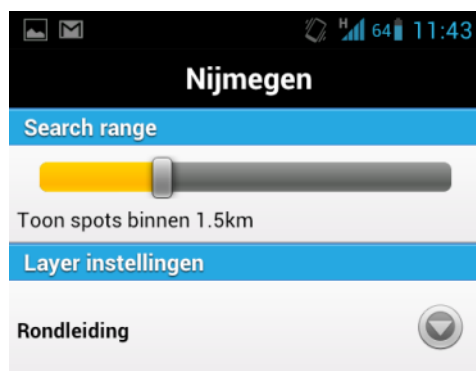 H 64 11:43
Nijmegen
Search range
Toon spots binnen 1.5km
Layer instellingen
Rondleiding